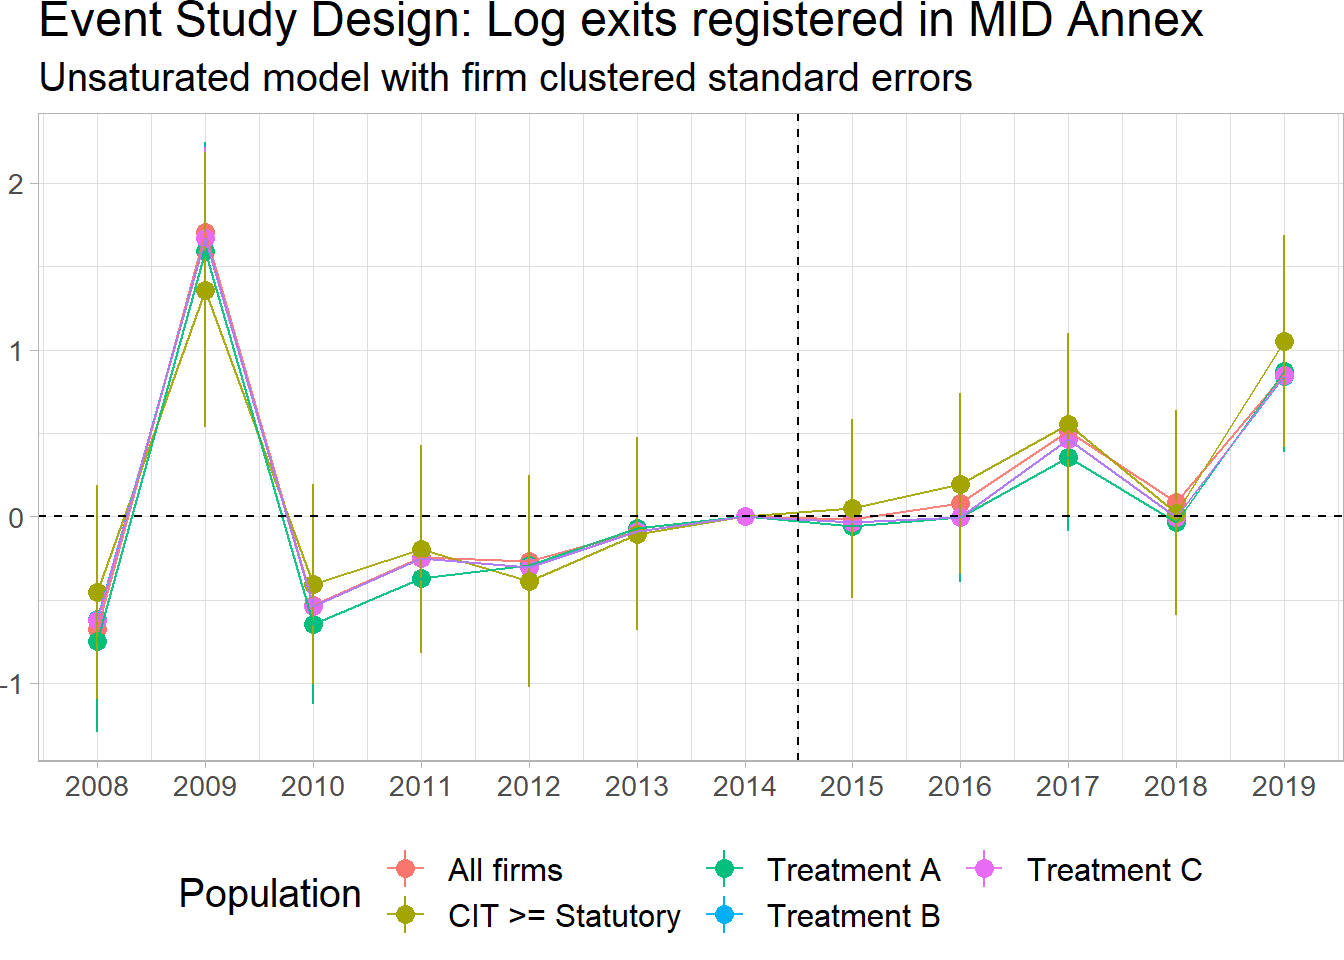 Event Study Design: Log exits registered in MID Annex
Unsaturated model with firm clustered standard errors
2
1
0
-1
2008 2009 2010 2011 2012 2013 2014 2015 2016 2017 2018 2019
Population
All firms
Treatment A
Treatment C
CIT >= Statutory
Treatment B